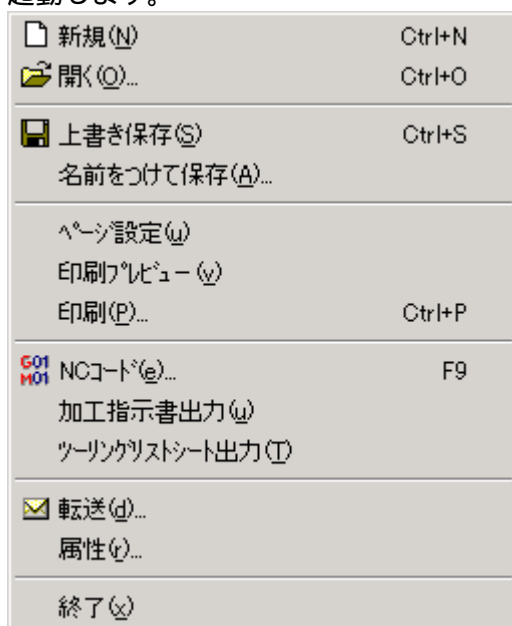 起動します。
新規(N) Ctrl+N
開く(O)... Ctrl+O
上書き保存(S) Ctrl+S
名前をつけて保存(A)...
ﾍﾟｰｼﾞ設定(u)
印刷ﾌﾟﾚﾋﾞｭｰ(v)
印刷(P)... Ctrl+P
G01 M01 NCｺｰﾄﾞ(e)... F9
加工指示書出力(u)
ﾂｰﾘﾝｸﾞﾘｽﾄｼｰﾄ出力(T)
転送(d)...
属性(r)...
終了(x)